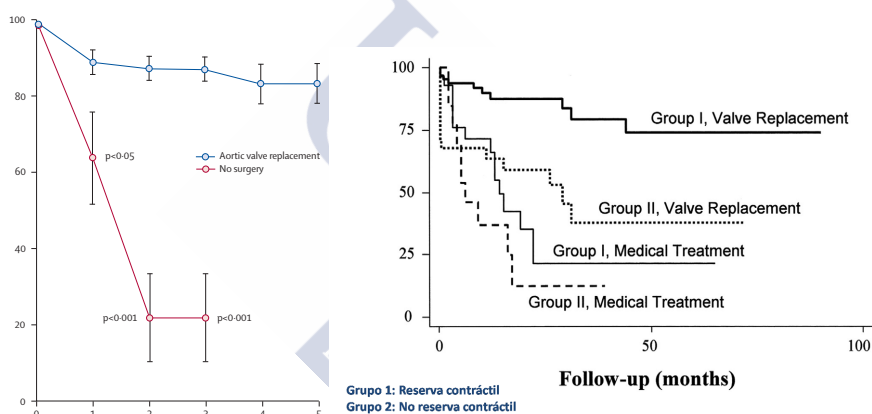 100
80
60
40
20
0
0 1 2 3 4 5
p<0·05
p<0·001
p<0·001
Aortic valve replacement
No surgery
100
75
50
25
0
Group I, Valve Replacement
Group II, Valve Replacement
Group I, Medical Treatment
Group II, Medical Treatment
0 50 100
Follow-up (months)
Grupo 1: Reserva contráctil
Grupo 2: No reserva contráctil